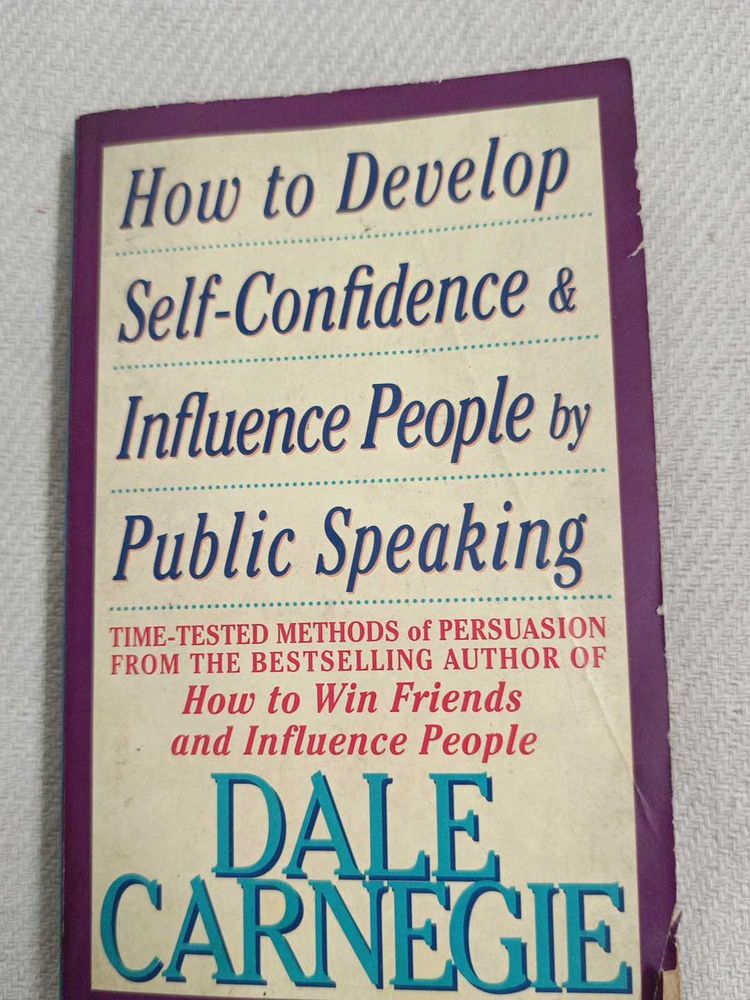 How to Develop
Self-Confidence &
Influence People by
Public Speaking
TIME-TESTED METHODS of PERSUASION
FROM THE BESTSELLING AUTHOR OF
How to Win Friends
and Influence People
DALE
CARNEGIE